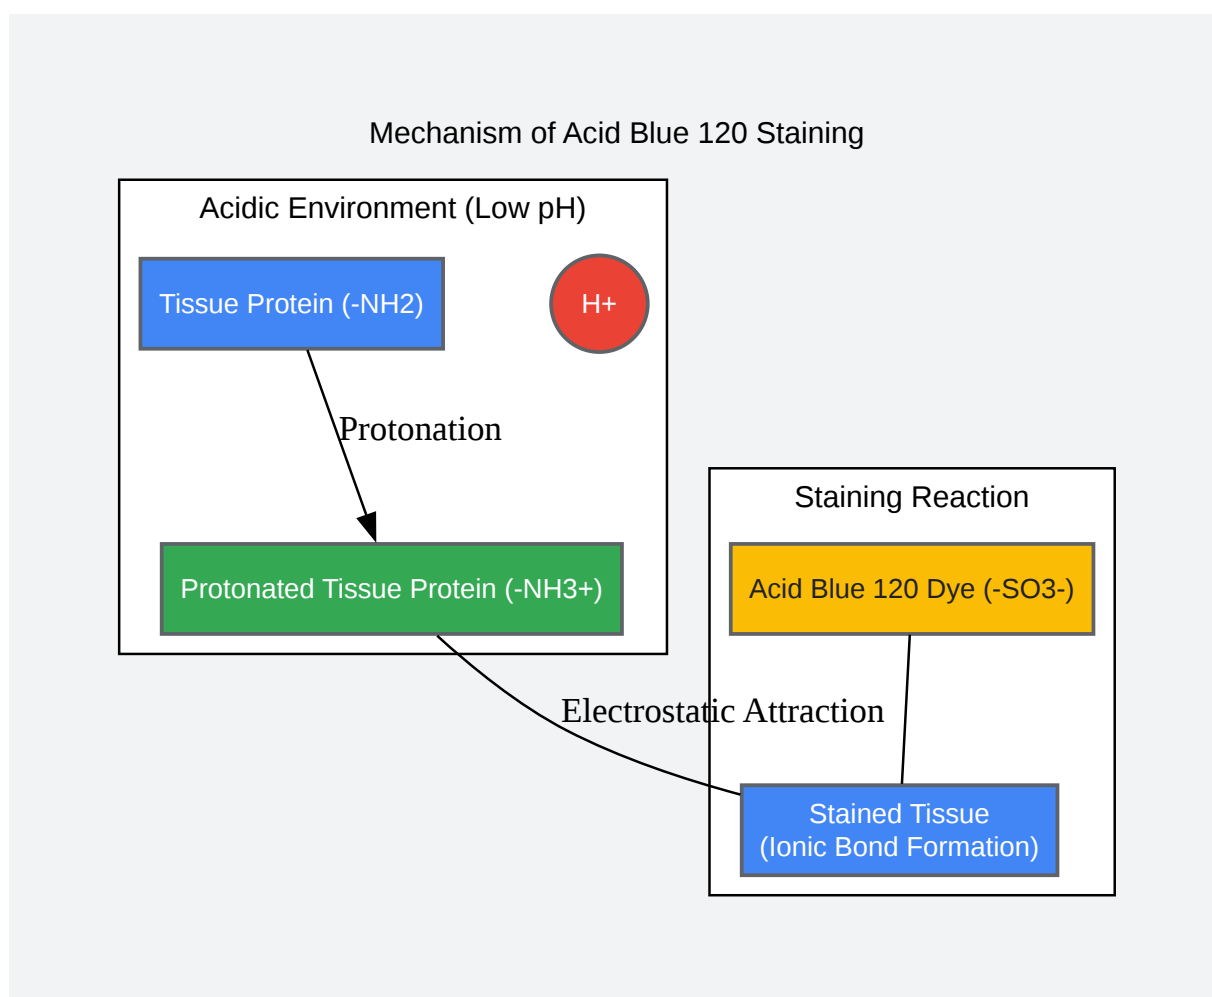 Mechanism of Acid Blue 120 Staining
Acidic Environment (Low pH)
Tissue Protein (-NH2)
H+
Protonation
Protonated Tissue Protein (-NH3+)
Staining Reaction
Acid Blue 120 Dye (-SO3-)
Electrostatic Attraction
Stained Tissue
(Ionic Bond Formation)